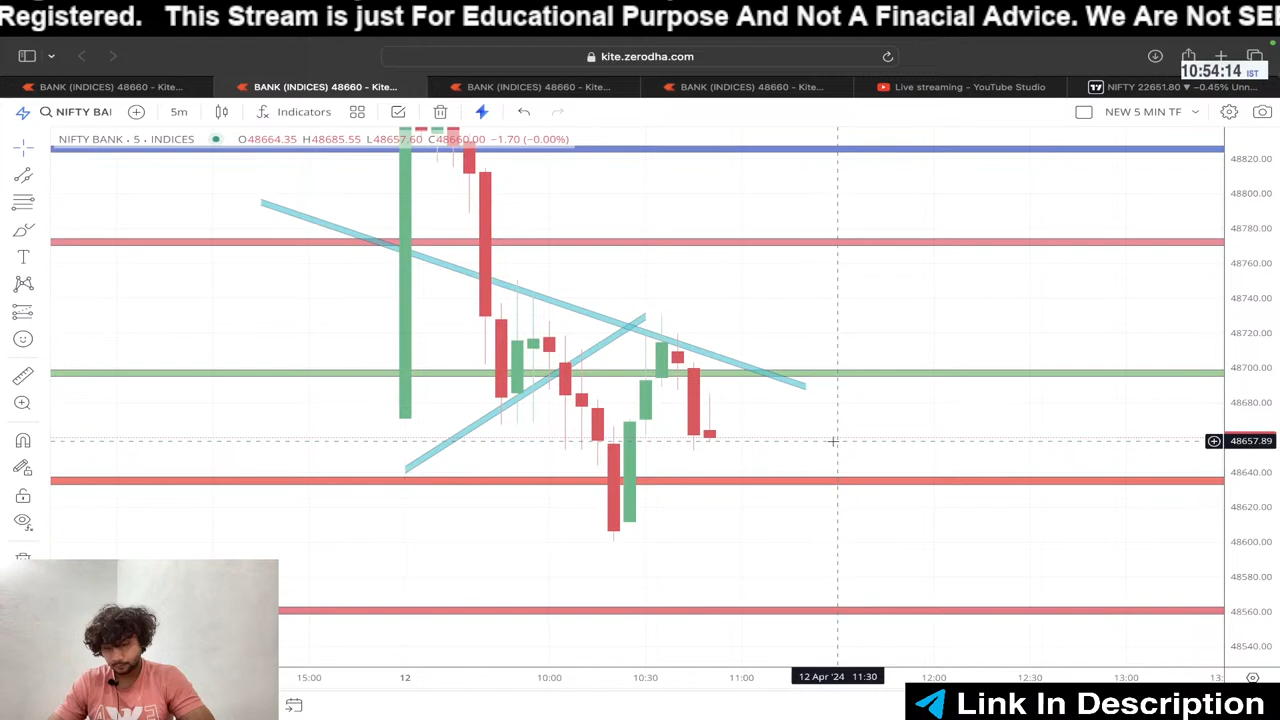 Registered. This Stream is just For Educational Purpose And Not A Finacial Advice. We Are Not SE
kite.zerodha.com
10:54:14 IST
BANK (INDICES) 48660 - Kite...
BANK (INDICES) 48660 - Kite...
BANK (INDICES) 48660 - Kite...
BANK (INDICES) 48660 - Kite...
Live streaming - YouTube Studio
NIFTY 22651.80 ▼ -0.45% Unn...
NIFTY BAI
5m
Indicators
NEW 5 MIN TF
NIFTY BANK · 5 · INDICES
O48664.35 H48685.55 L48657.60 C48660.00 -1.70 (-0.00%)
48820.00
48800.00
48780.00
48760.00
48740.00
48720.00
48700.00
48680.00
48657.89
48640.00
48620.00
48600.00
48580.00
48560.00
48540.00
15:00
12
10:00
10:30
11:00
12 Apr '24 11:30
12:00
12:30
13:
Link In Description